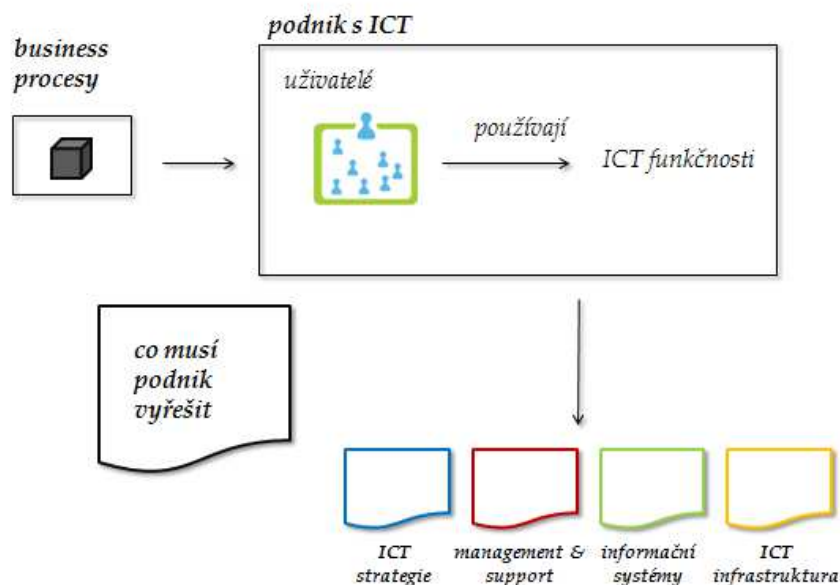 podnik s ICT
business
procesy
uživatelé
používají
ICT funkčnosti
co musí
podnik
vyřešit
ICT
strategie
management &
support
informační
systémy
ICT
infrastruktura